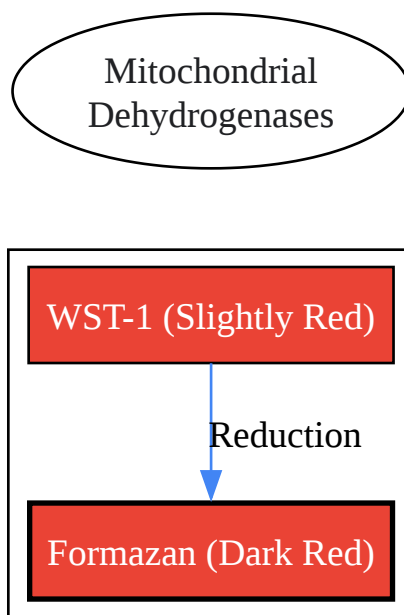 Mitochondrial
Dehydrogenases
WST-1 (Slightly Red)
Reduction
Formazan (Dark Red)